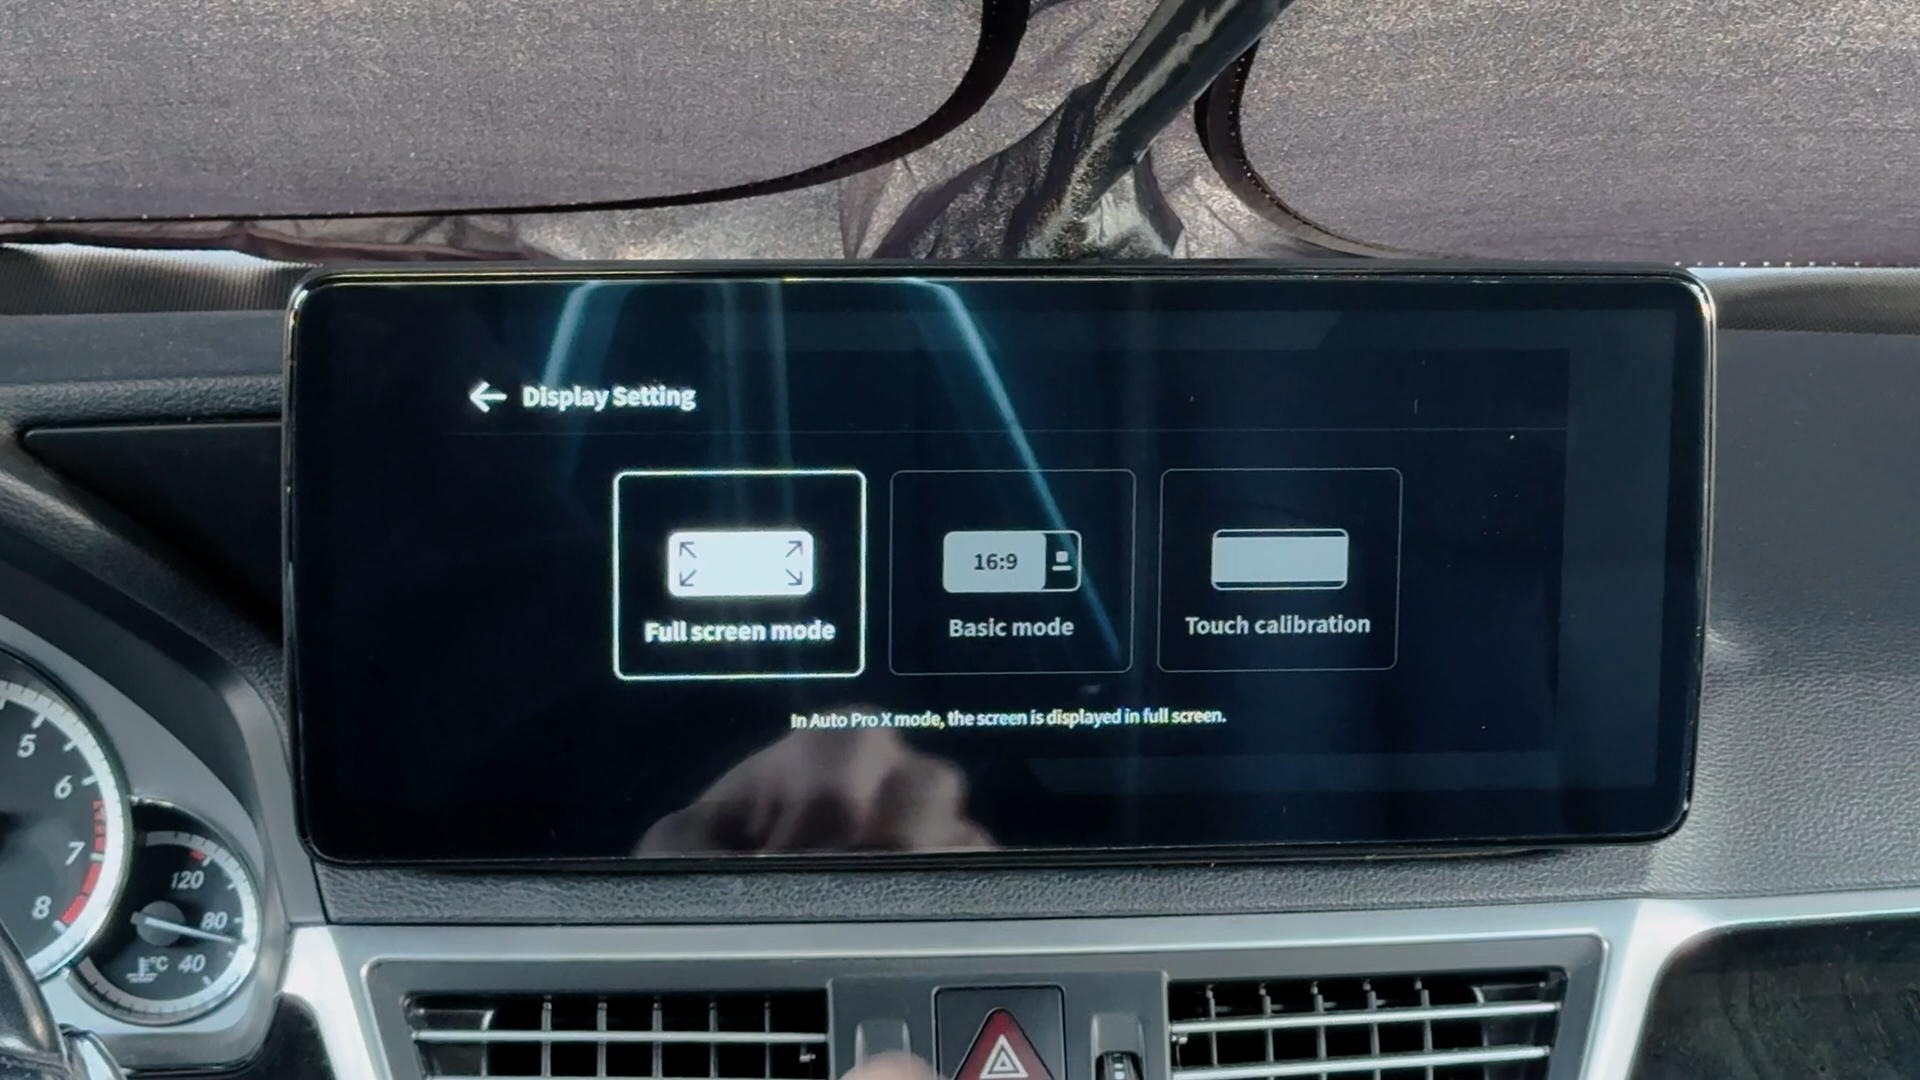 Display Setting
16:9
Full screen mode
Basic mode
Touch calibration
In Auto Pro X mode, the screen is displayed in full screen.
5
6
7
8
120
80
°C 40